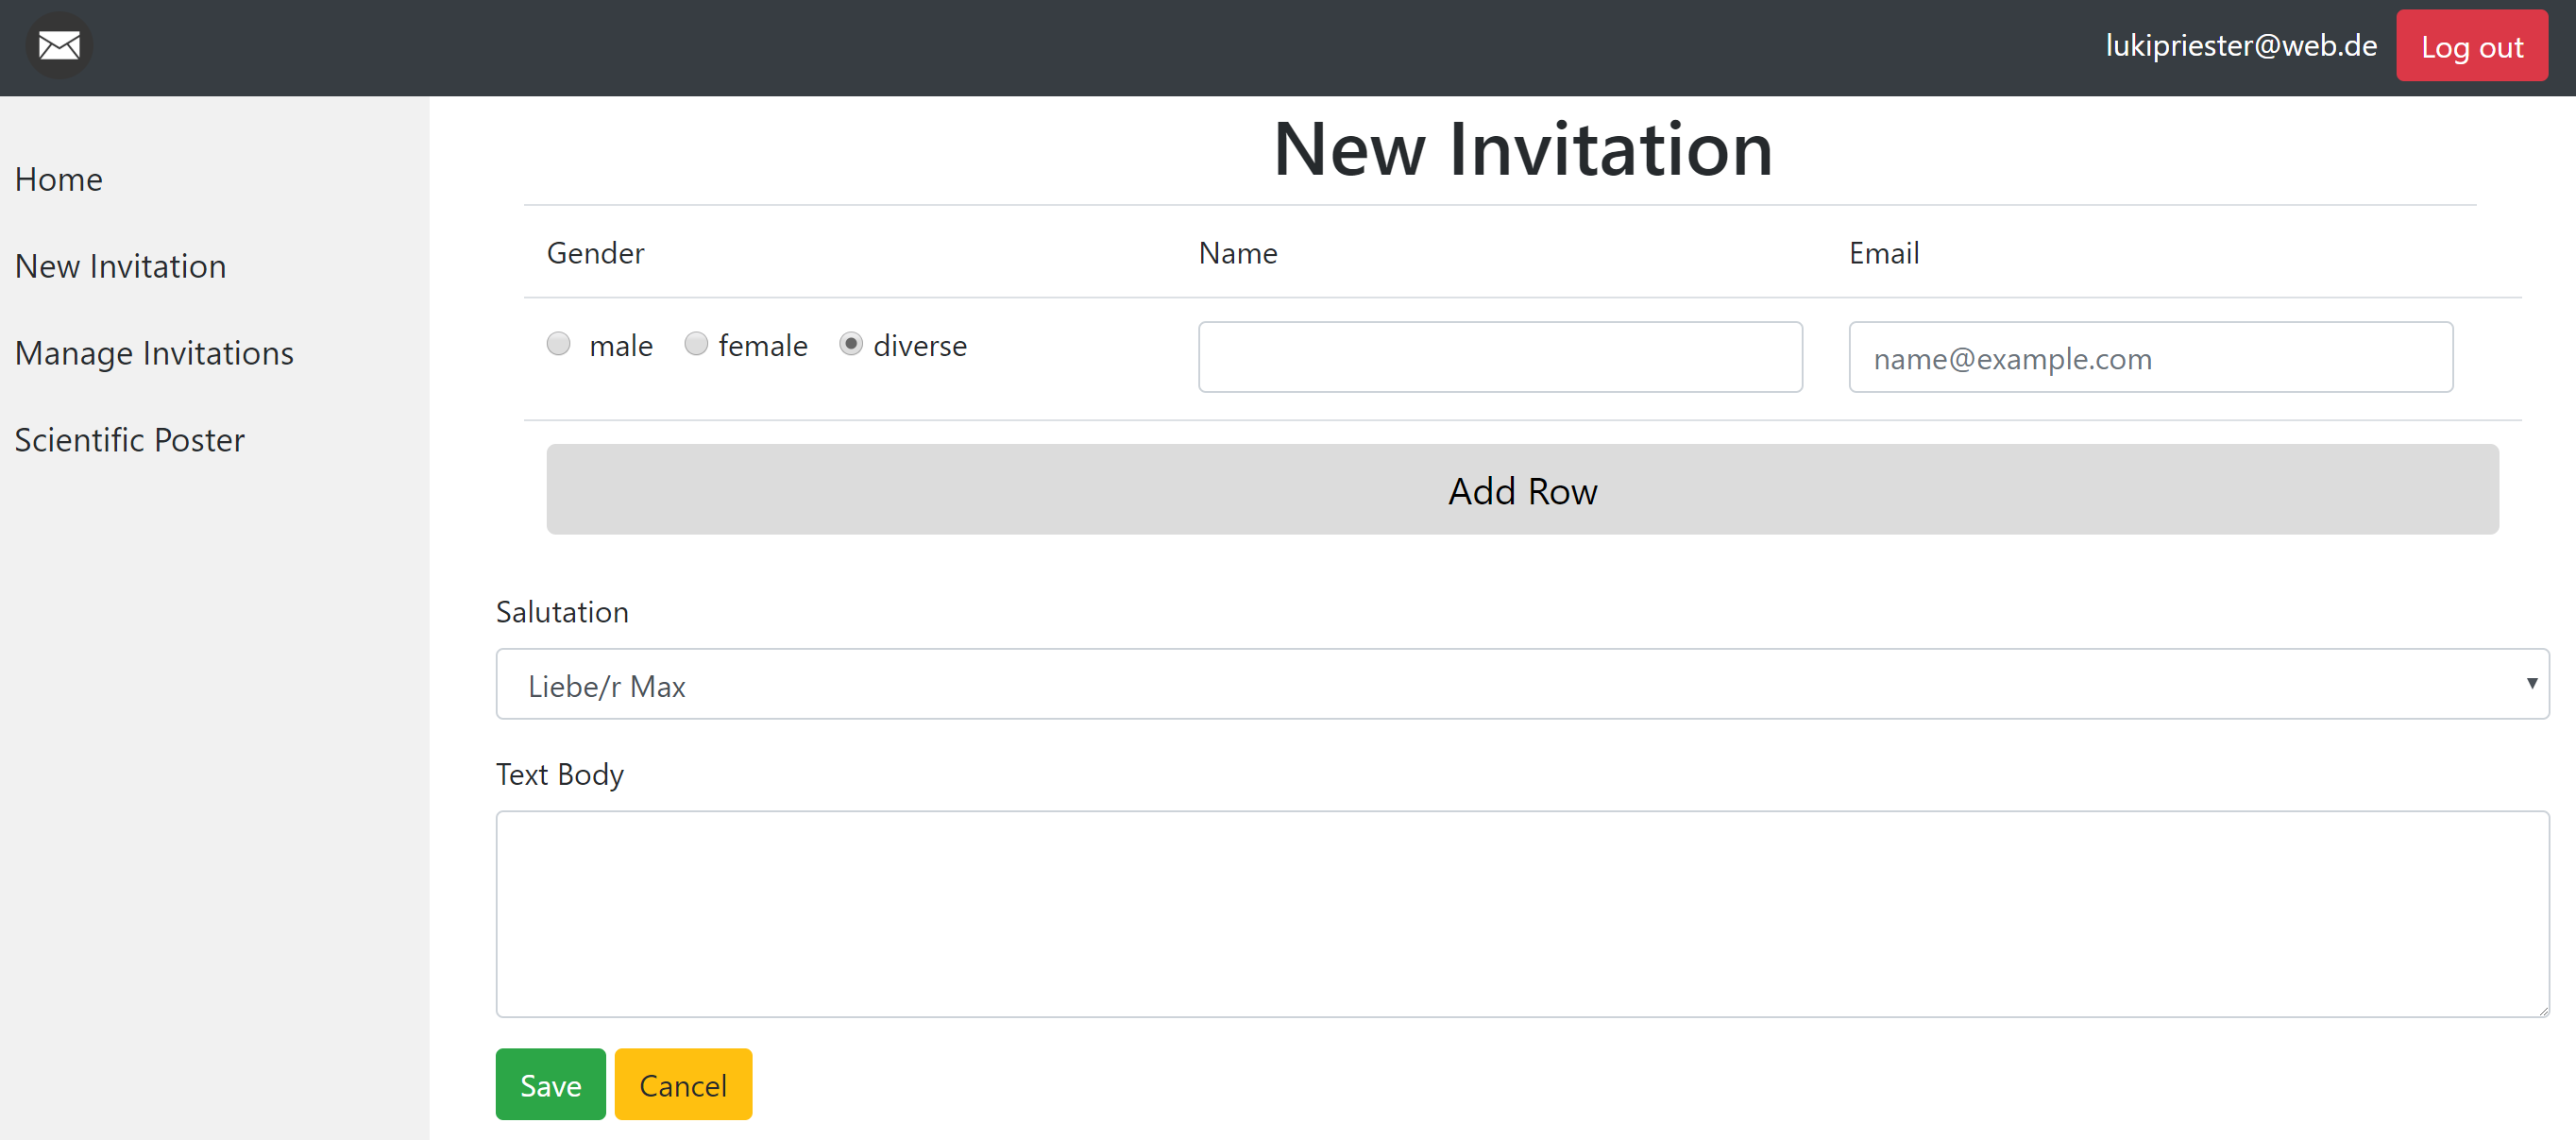 lukipriester@web.de Log out
Home
New Invitation
Manage Invitations
Scientific Poster
New Invitation
Gender Name Email
male female diverse name@example.com
Add Row
Salutation
Liebe/r Max
Text Body
Save Cancel